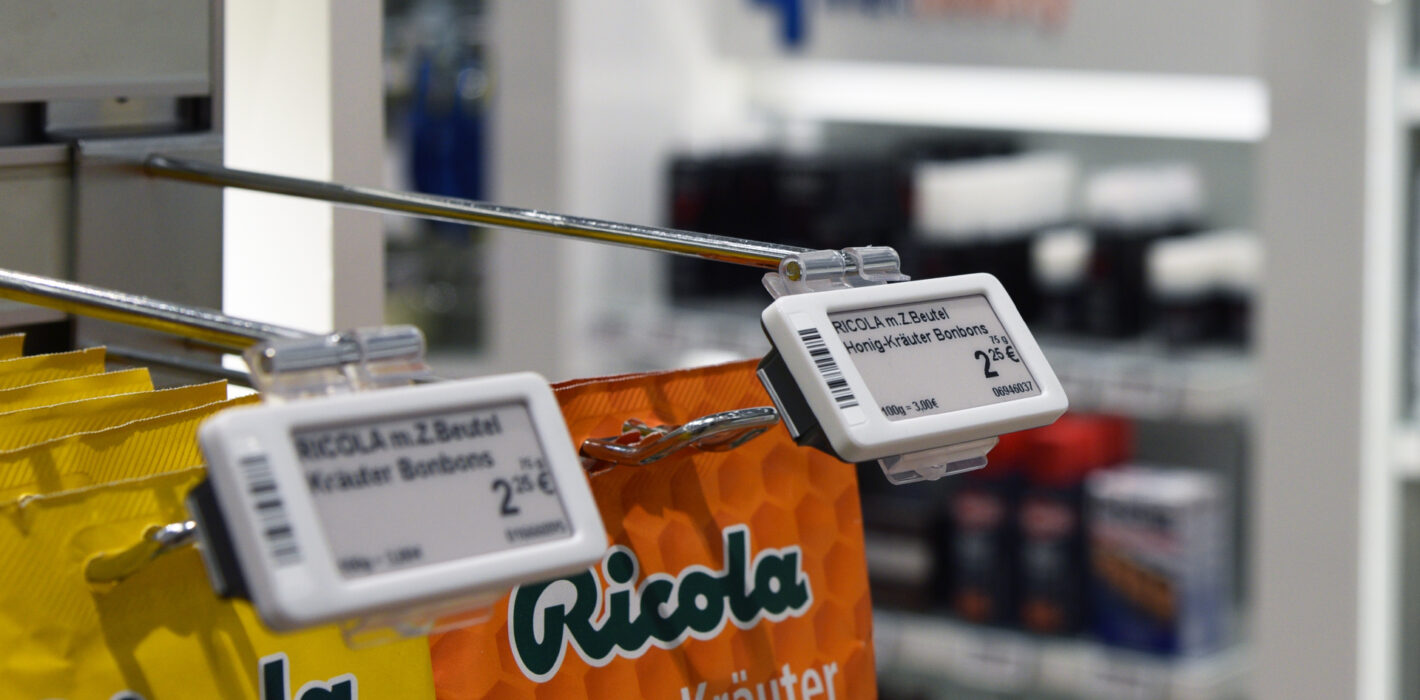 RICOLA m.Z.Beutel
Kräuter Bonbons
75 g
2 25 €
RICOLA m.Z.Beutel
Honig-Kräuter Bonbons
75 g
2 25 €
100g = 3,00€
06946037
Ricola
Kräuter